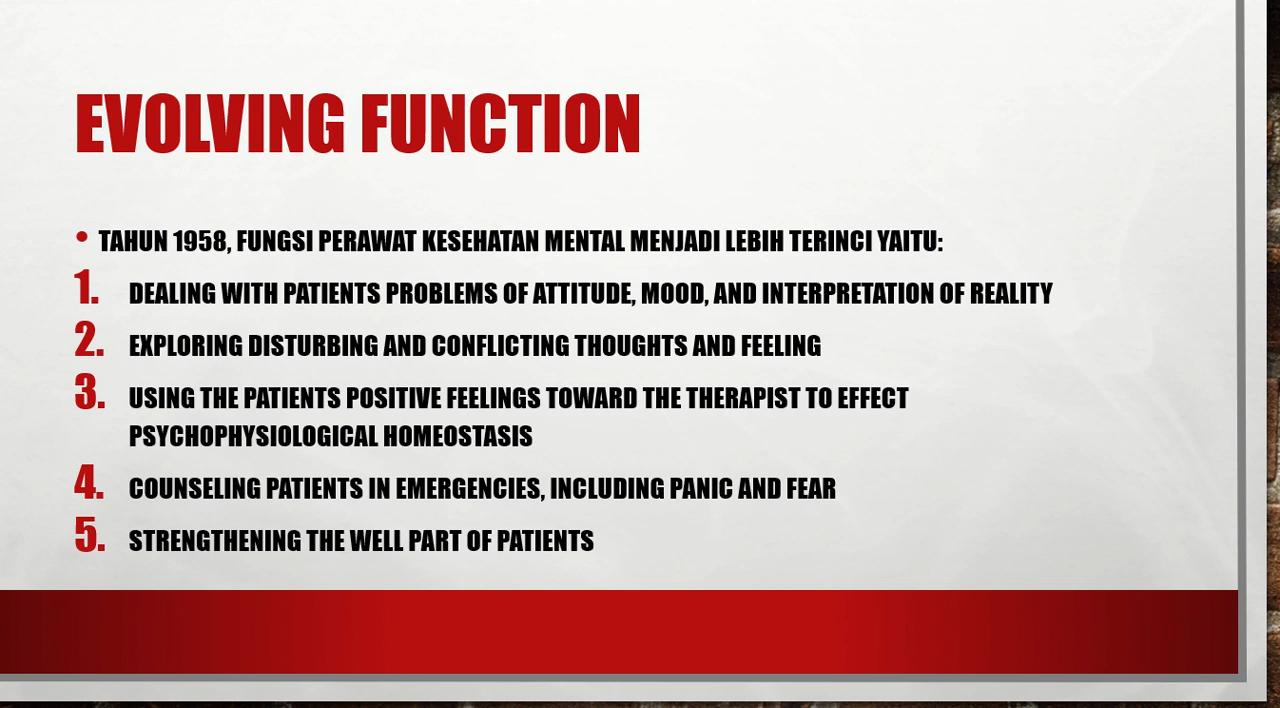 EVOLVING FUNCTION
• TAHUN 1958, FUNGSI PERAWAT KESEHATAN MENTAL MENJADI LEBIH TERINCI YAITU:
1. DEALING WITH PATIENTS PROBLEMS OF ATTITUDE, MOOD, AND INTERPRETATION OF REALITY
2. EXPLORING DISTURBING AND CONFLICTING THOUGHTS AND FEELING
3. USING THE PATIENTS POSITIVE FEELINGS TOWARD THE THERAPIST TO EFFECT
PSYCHOPHYSIOLOGICAL HOMEOSTASIS
4. COUNSELING PATIENTS IN EMERGENCIES, INCLUDING PANIC AND FEAR
5. STRENGTHENING THE WELL PART OF PATIENTS